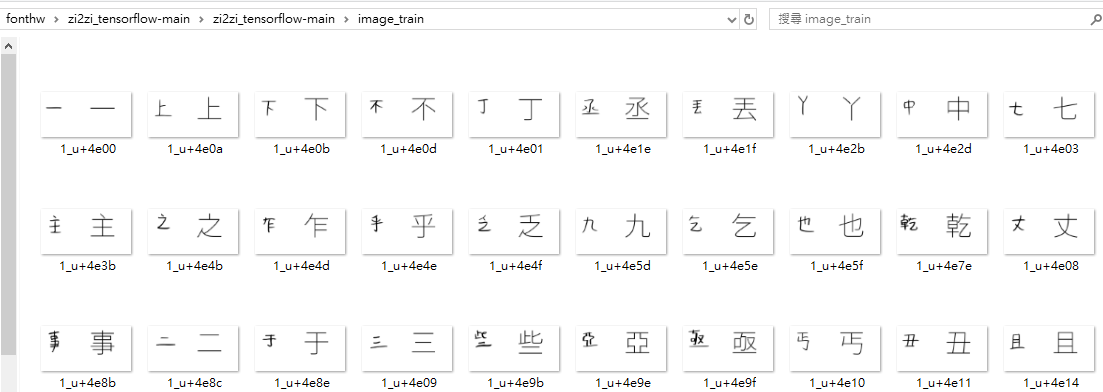 fonthw > zi2zi_tensorflow-main > zi2zi_tensorflow-main > image_train
搜尋 image_train
一 一 上 上 下 下 不 不 丁 丁 丞 丞 丟 丟 丫 丫 中 中 七 七
1_u+4e00 1_u+4e0a 1_u+4e0b 1_u+4e0d 1_u+4e01 1_u+4e1e 1_u+4e1f 1_u+4e2b 1_u+4e2d 1_u+4e03
主 主 之 之 乍 乍 乎 乎 乏 乏 九 九 乞 乞 也 也 乾 乾 丈 丈
1_u+4e3b 1_u+4e4b 1_u+4e4d 1_u+4e4e 1_u+4e4f 1_u+4e5d 1_u+4e5e 1_u+4e5f 1_u+4e7e 1_u+4e08
事 事 二 二 于 于 三 三 些 些 亞 亞 亟 亟 丐 丐 丑 丑 且 且
1_u+4e8b 1_u+4e8c 1_u+4e8e 1_u+4e09 1_u+4e9b 1_u+4e9e 1_u+4e9f 1_u+4e10 1_u+4e11 1_u+4e14